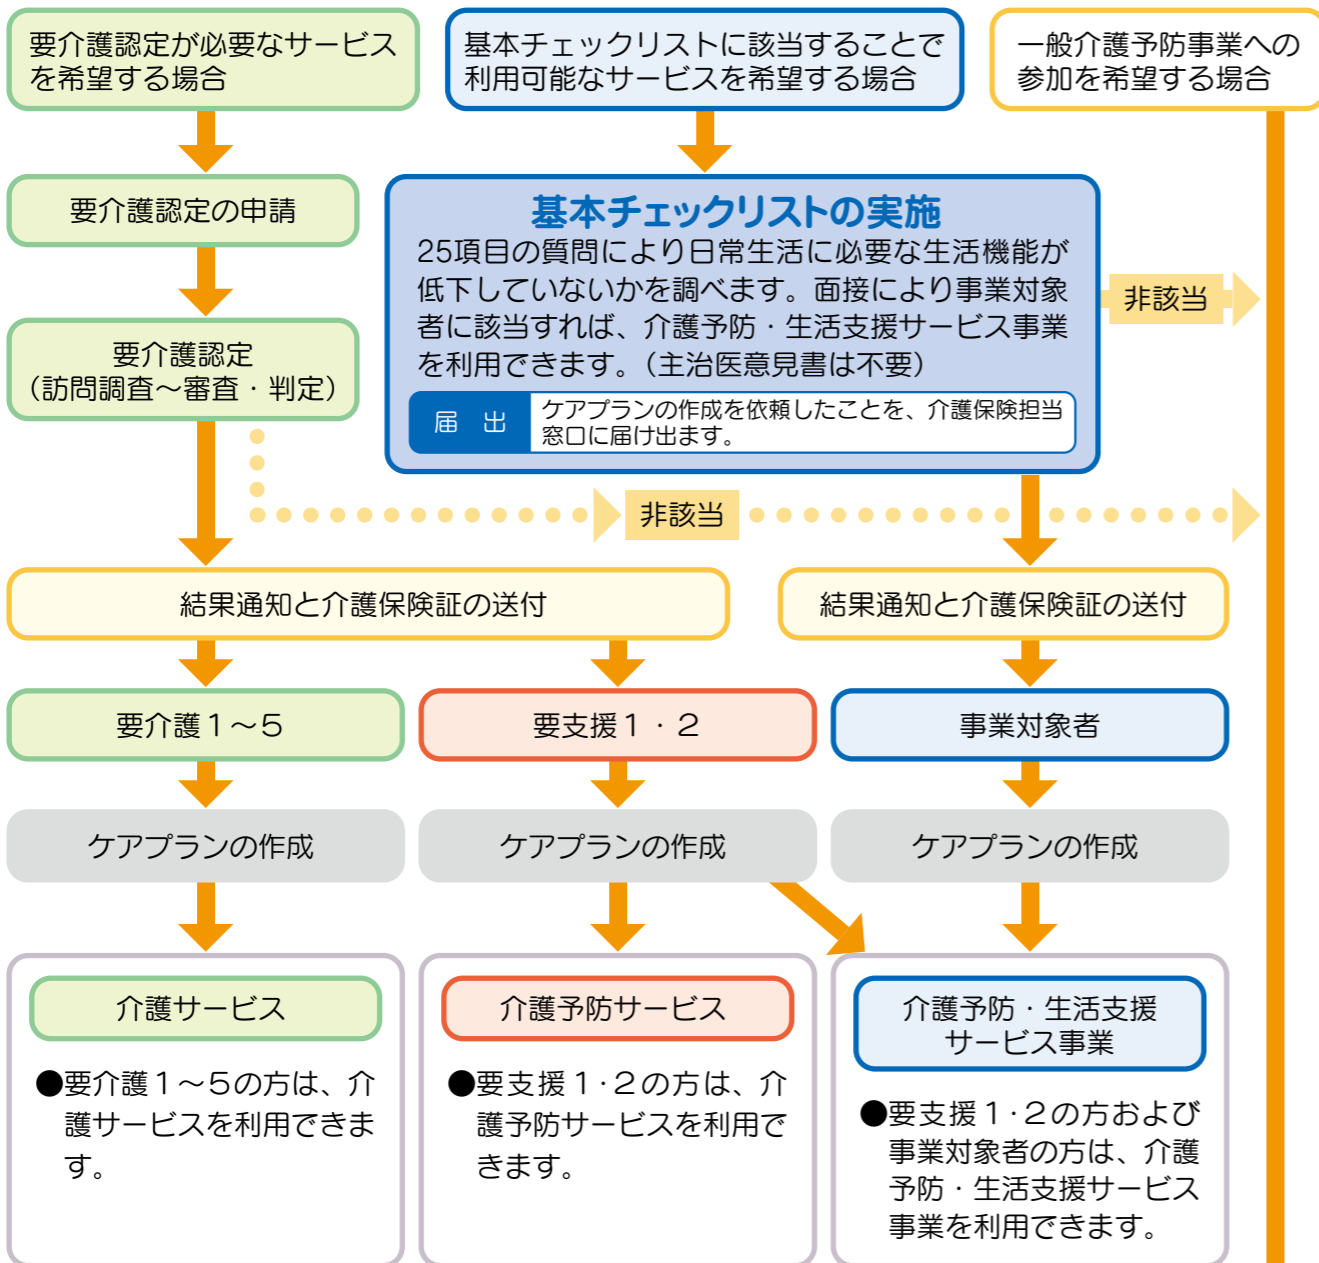 要介護認定が必要なサービス
を希望する場合
基本チェックリストに該当することで
利用可能なサービスを希望する場合
一般介護予防事業への
参加を希望する場合
要介護認定の申請
基本チェックリストの実施
25項目の質問により日常生活に必要な生活機能が
低下していないかを調べます。面接により事業対象
者に該当すれば、介護予防・生活支援サービス事業
を利用できます。（主治医意見書は不要）
届 出
ケアプランの作成を依頼したことを、介護保険担当
窓口に届け出ます。
非該当
要介護認定
（訪問調査～審査・判定）
非該当
結果通知と介護保険証の送付
結果通知と介護保険証の送付
要介護１～５
要支援１・２
事業対象者
ケアプランの作成
ケアプランの作成
ケアプランの作成
介護サービス
●要介護１～５の方は、介
護サービスを利用できま
す。
介護予防サービス
●要支援１・２の方は、介
護予防サービスを利用で
きます。
介護予防・生活支援
サービス事業
●要支援１・２の方および
事業対象者の方は、介護
予防・生活支援サービス
事業を利用できます。